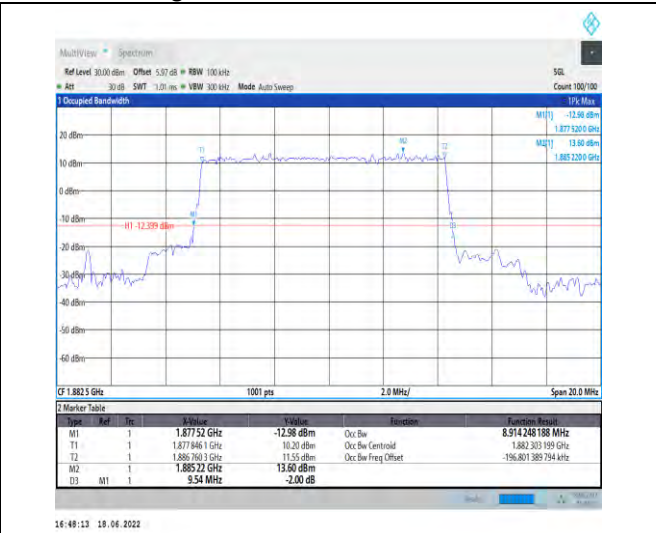 MultiView Spectrum
Ref Level 30.00 dBm Offset 5.97 dB RBW 100 kHz SGL
Att 30 dB SWT 1.01 ms VBW 300 kHz Mode Auto Sweep Count 100/100
1 Occupied Bandwidth 1Pk Max
M1[1] -12.98 dBm
1.877 520 0 GHz
M2[1] 13.60 dBm
1.885 220 0 GHz
20 dBm
10 dBm
0 dBm
-10 dBm
-20 dBm
-30 dBm
-40 dBm
-50 dBm
-60 dBm
T1
M2
T2
M1
D3
H1 -12.399 dBm
CF 1.882 5 GHz 1001 pts 2.0 MHz/ Span 20.0 MHz
2 Marker Table
Type Ref Trc X-Value Y-Value Function Function Result
M1 1 1.877 52 GHz -12.98 dBm Occ Bw 8.914 248 188 MHz
T1 1 1.877 846 1 GHz 10.20 dBm Occ Bw Centroid 1.882 303 199 GHz
T2 1 1.886 760 3 GHz 11.55 dBm Occ Bw Freq Offset -196.801 389 794 kHz
M2 1 1.885 22 GHz 13.60 dBm
D3 M1 1 9.54 MHz -2.00 dB
16:48:13 18.06.2022